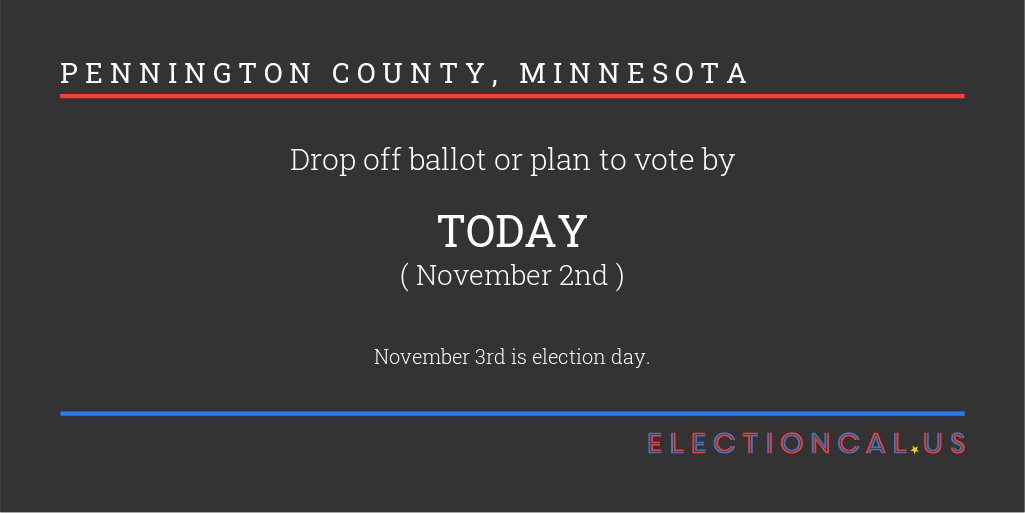 PENNINGTON COUNTY, MINNESOTA
Drop off ballot or plan to vote by
TODAY
( November 2nd )
November 3rd is election day.
ELECTIONCAL.US